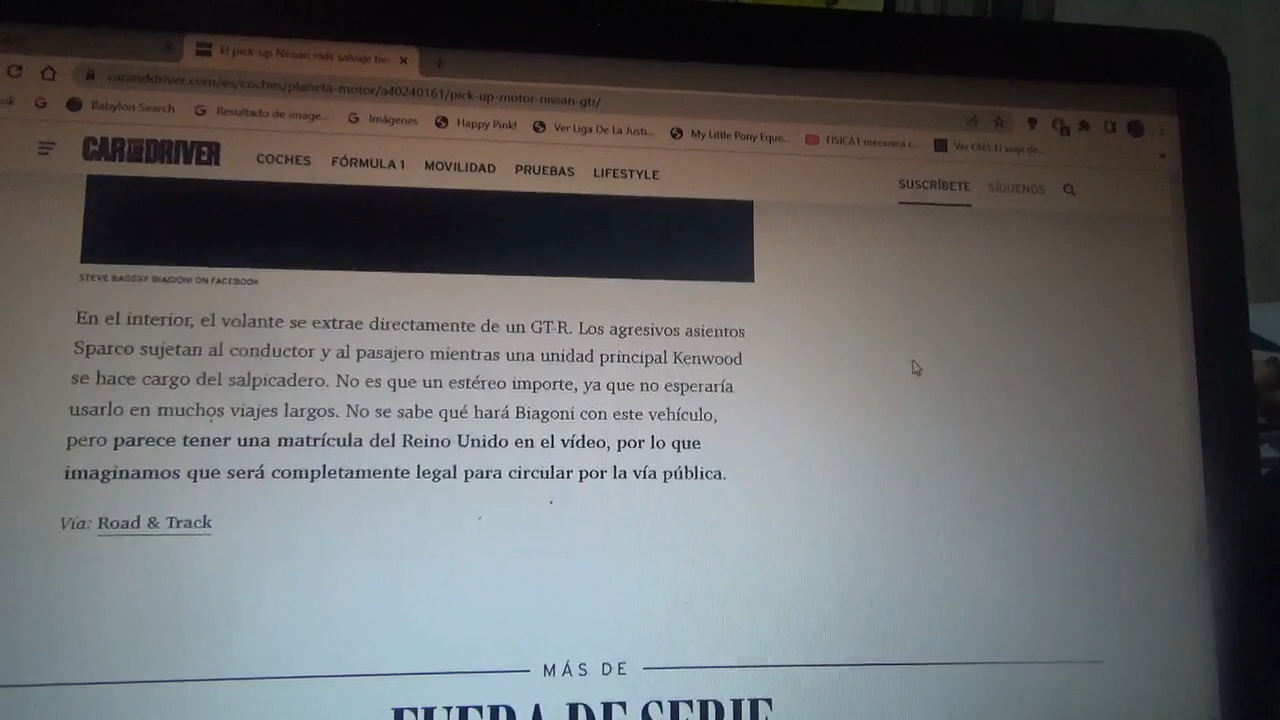 El pick-up Nissan más salvaje tie
caranddriver.com/es/coches/planeta-motor/a40240161/pick-up-motor-nissan-gtr/
Babylon Search
Resultado de image...
Imágenes
Happy Pink!
Ver Liga De La Justi...
My Little Pony Eque...
FISICA I mecanica c...
CAR AND DRIVER
COCHES
FÓRMULA 1
MOVILIDAD
PRUEBAS
LIFESTYLE
SUSCRÍBETE
SÍGUENOS
STEVE BAGGSY BIAGIONI ON FACEBOOK
En el interior, el volante se extrae directamente de un GT-R. Los agresivos asientos
Sparco sujetan al conductor y al pasajero mientras una unidad principal Kenwood
se hace cargo del salpicadero. No es que un estéreo importe, ya que no esperaría
usarlo en muchos viajes largos. No se sabe qué hará Biagoni con este vehículo,
pero parece tener una matrícula del Reino Unido en el vídeo, por lo que
imaginamos que será completamente legal para circular por la vía pública.
Vía: Road & Track
MÁS DE
FUERA DE SERIE